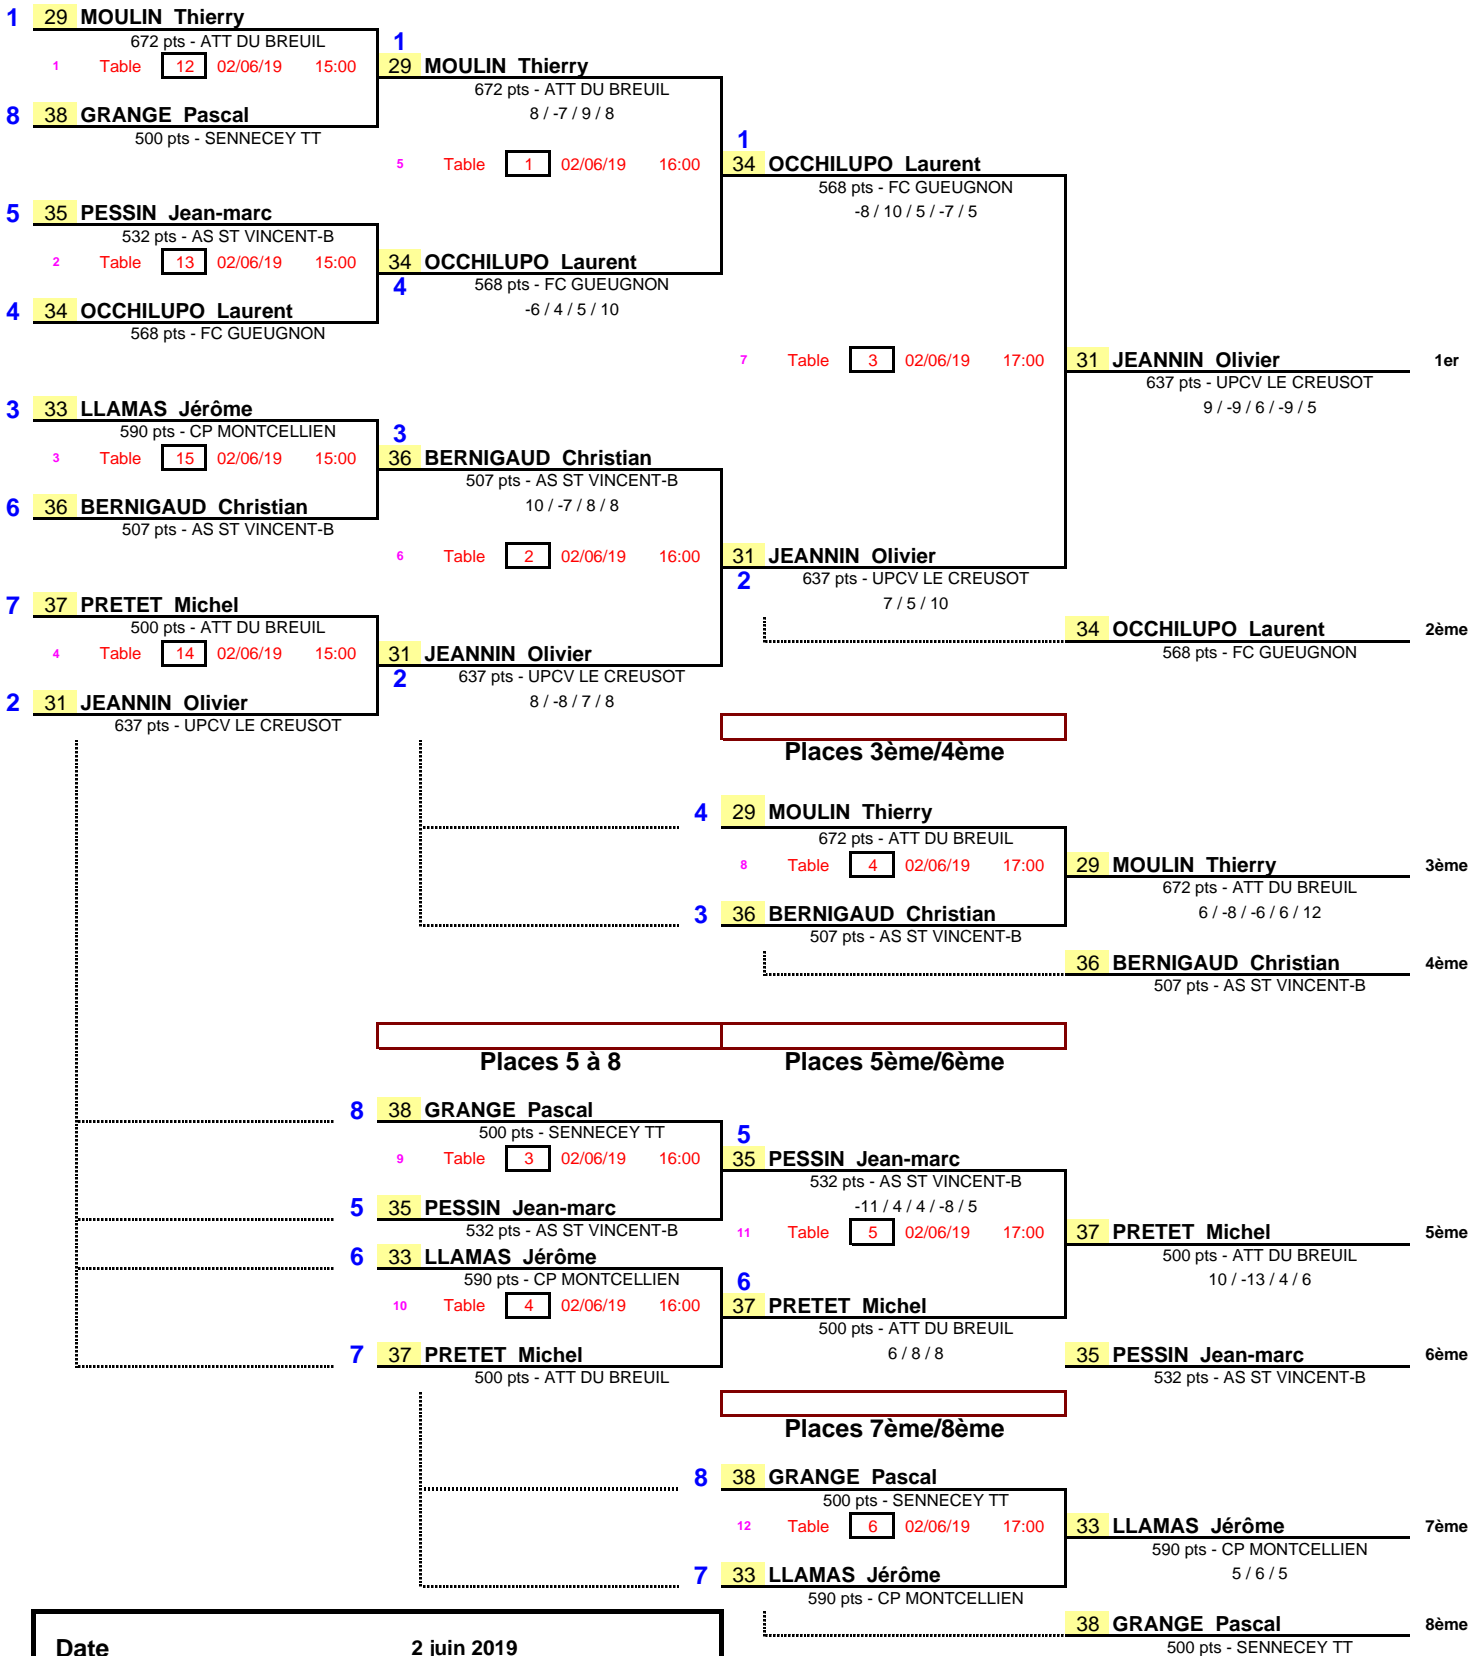 1 29 MOULIN Thierry
672 pts - ATT DU BREUIL
1
1 Table 12 02/06/19 15:00
29 MOULIN Thierry
672 pts - ATT DU BREUIL
8 38 GRANGE Pascal
8 / -7 / 9 / 8
500 pts - SENNECEY TT
1
5 Table 1 02/06/19 16:00
34 OCCHILUPO Laurent
568 pts - FC GUEUGNON
5 35 PESSIN Jean-marc
-8 / 10 / 5 / -7 / 5
532 pts - AS ST VINCENT-B
2 Table 13 02/06/19 15:00
34 OCCHILUPO Laurent
4
568 pts - FC GUEUGNON
4 34 OCCHILUPO Laurent
-6 / 4 / 5 / 10
568 pts - FC GUEUGNON
7 Table 3 02/06/19 17:00
31 JEANNIN Olivier 1er
637 pts - UPCV LE CREUSOT
3 33 LLAMAS Jérôme
9 / -9 / 6 / -9 / 5
590 pts - CP MONTCELLIEN
3
3 Table 15 02/06/19 15:00
36 BERNIGAUD Christian
507 pts - AS ST VINCENT-B
6 36 BERNIGAUD Christian
10 / -7 / 8 / 8
507 pts - AS ST VINCENT-B
6 Table 2 02/06/19 16:00
31 JEANNIN Olivier
2
637 pts - UPCV LE CREUSOT
7 37 PRETET Michel
7 / 5 / 10
500 pts - ATT DU BREUIL
34 OCCHILUPO Laurent 2ème
4 Table 14 02/06/19 15:00
31 JEANNIN Olivier
568 pts - FC GUEUGNON
2
637 pts - UPCV LE CREUSOT
2 31 JEANNIN Olivier
8 / -8 / 7 / 8
637 pts - UPCV LE CREUSOT
Places 3ème/4ème
4 29 MOULIN Thierry
672 pts - ATT DU BREUIL
8 Table 4 02/06/19 17:00
29 MOULIN Thierry 3ème
672 pts - ATT DU BREUIL
3 36 BERNIGAUD Christian
6 / -8 / -6 / 6 / 12
507 pts - AS ST VINCENT-B
36 BERNIGAUD Christian 4ème
507 pts - AS ST VINCENT-B
Places 5 à 8 Places 5ème/6ème
8 38 GRANGE Pascal
500 pts - SENNECEY TT
5
9 Table 3 02/06/19 16:00
35 PESSIN Jean-marc
532 pts - AS ST VINCENT-B
5 35 PESSIN Jean-marc
-11 / 4 / 4 / -8 / 5
532 pts - AS ST VINCENT-B
11 Table 5 02/06/19 17:00
37 PRETET Michel 5ème
6 33 LLAMAS Jérôme
500 pts - ATT DU BREUIL
590 pts - CP MONTCELLIEN
6
10 / -13 / 4 / 6
10 Table 4 02/06/19 16:00
37 PRETET Michel
500 pts - ATT DU BREUIL
7 37 PRETET Michel
6 / 8 / 8
35 PESSIN Jean-marc 6ème
500 pts - ATT DU BREUIL
532 pts - AS ST VINCENT-B
Places 7ème/8ème
8 38 GRANGE Pascal
500 pts - SENNECEY TT
12 Table 6 02/06/19 17:00
33 LLAMAS Jérôme 7ème
590 pts - CP MONTCELLIEN
7 33 LLAMAS Jérôme
5 / 6 / 5
590 pts - CP MONTCELLIEN
38 GRANGE Pascal 8ème
500 pts - SENNECEY TT
Date 2 juin 2019